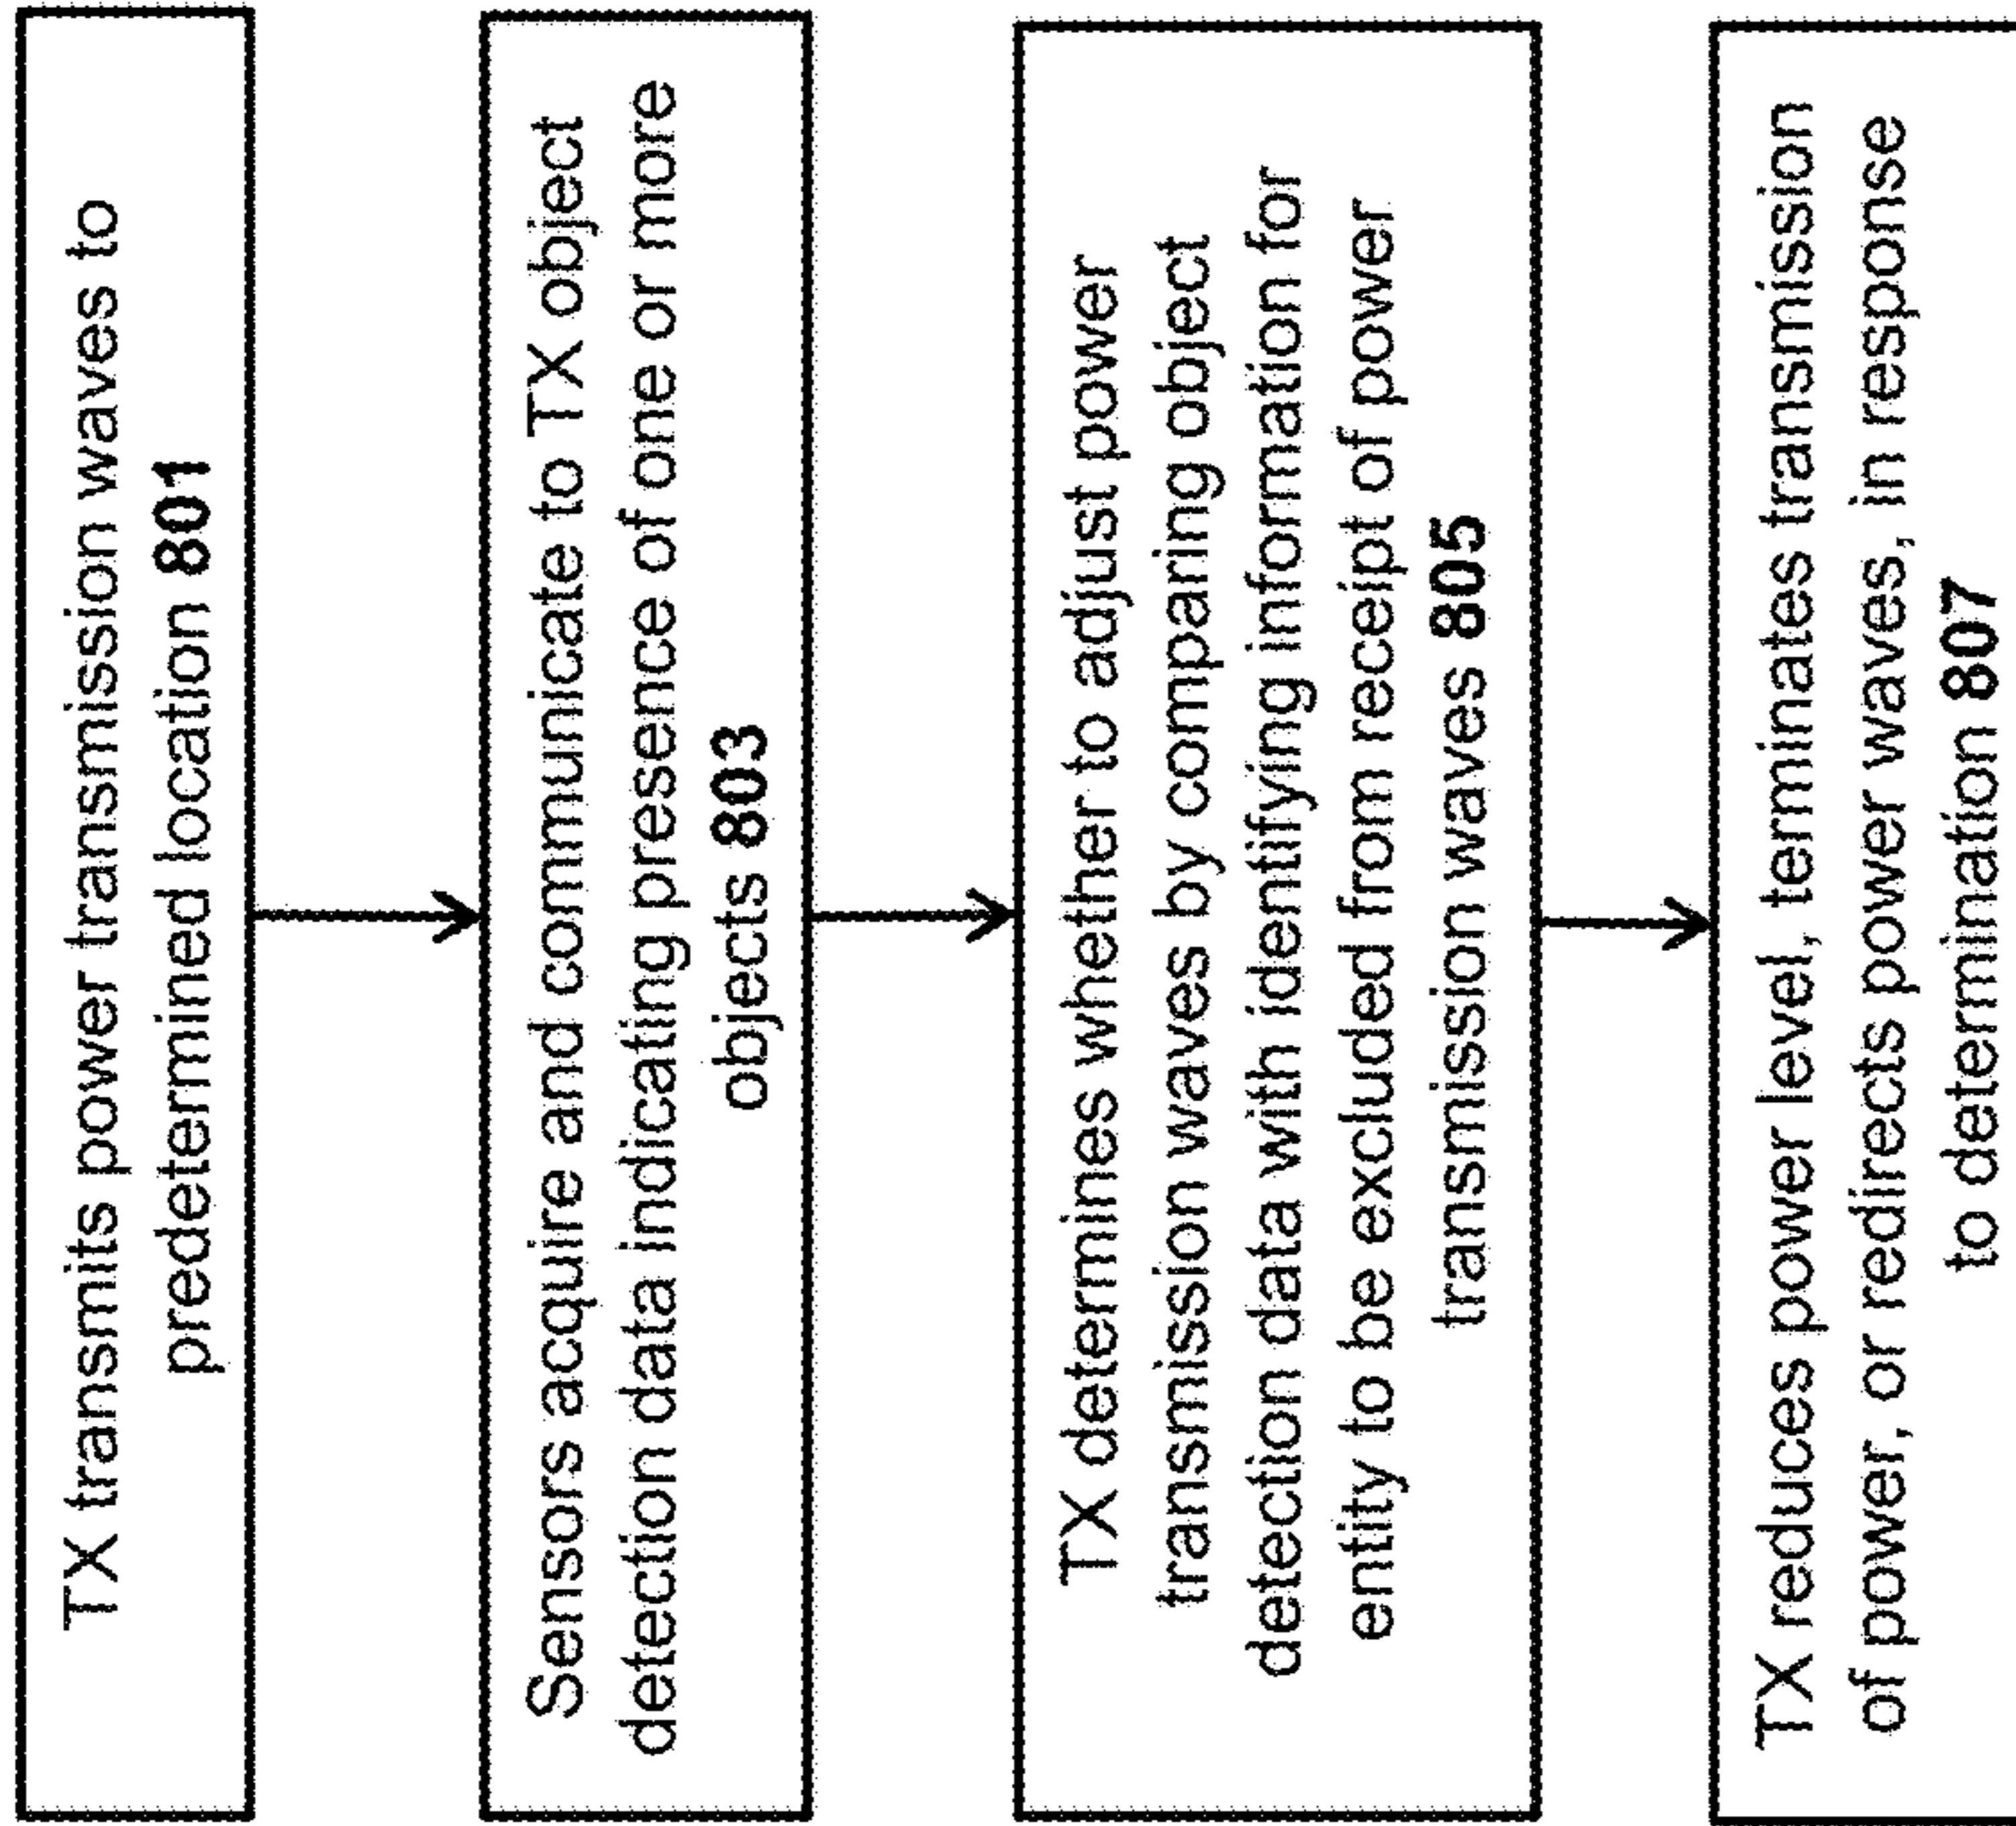 TX transmits power transmission waves to
predetermined location 801
Sensors acquire and communicate to TX object
detection data indicating presence of one or more
objects 803
TX determines whether to adjust power
transmission waves by comparing object
detection data with identifying information for
entity to be excluded from receipt of power
transmission waves 805
TX reduces power level, terminates transmission
of power, or redirects power waves, in response
to determination 807